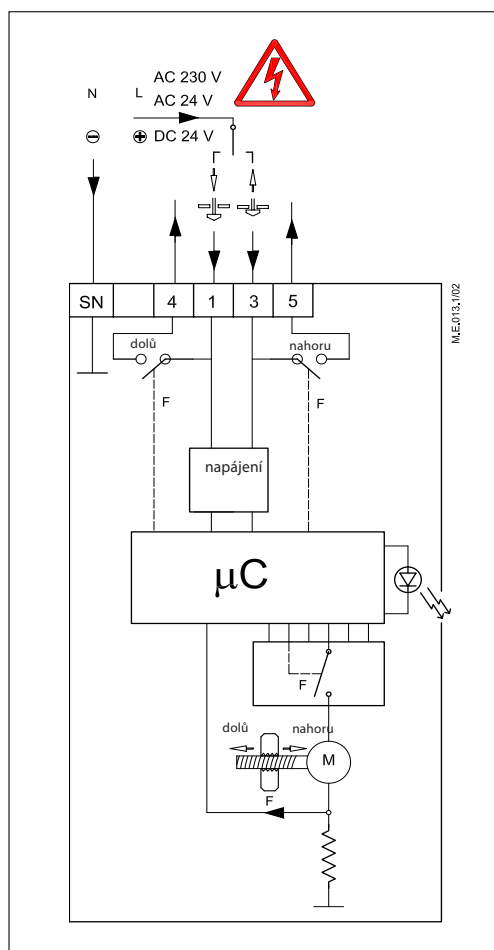 AC 230 V
N L AC 24 V
⊖ ⊕ DC 24 V
SN 4 1 3 5
M.E.013.1/02
dolů nahoru
F F
napájení
µC
F
dolů nahoru
M
F